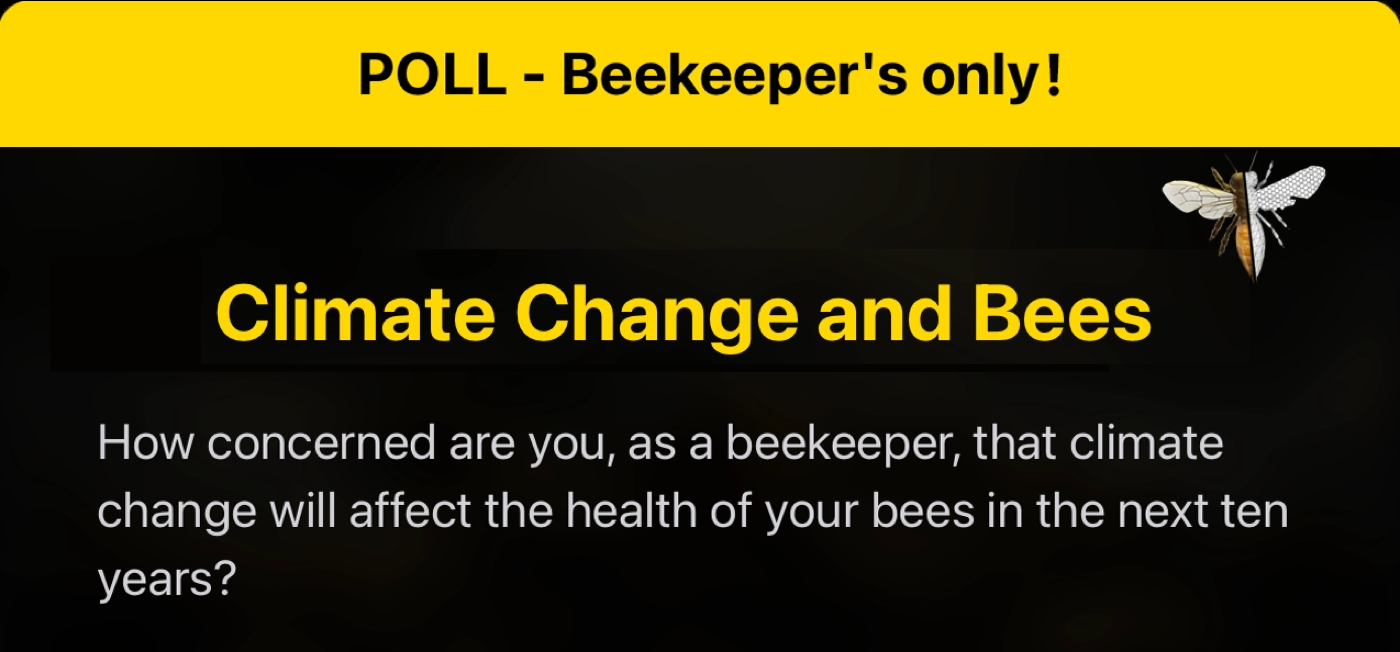 POLL - Beekeeper's only!
Climate Change and Bees
How concerned are you, as a beekeeper, that climate
change will affect the health of your bees in the next ten
years?